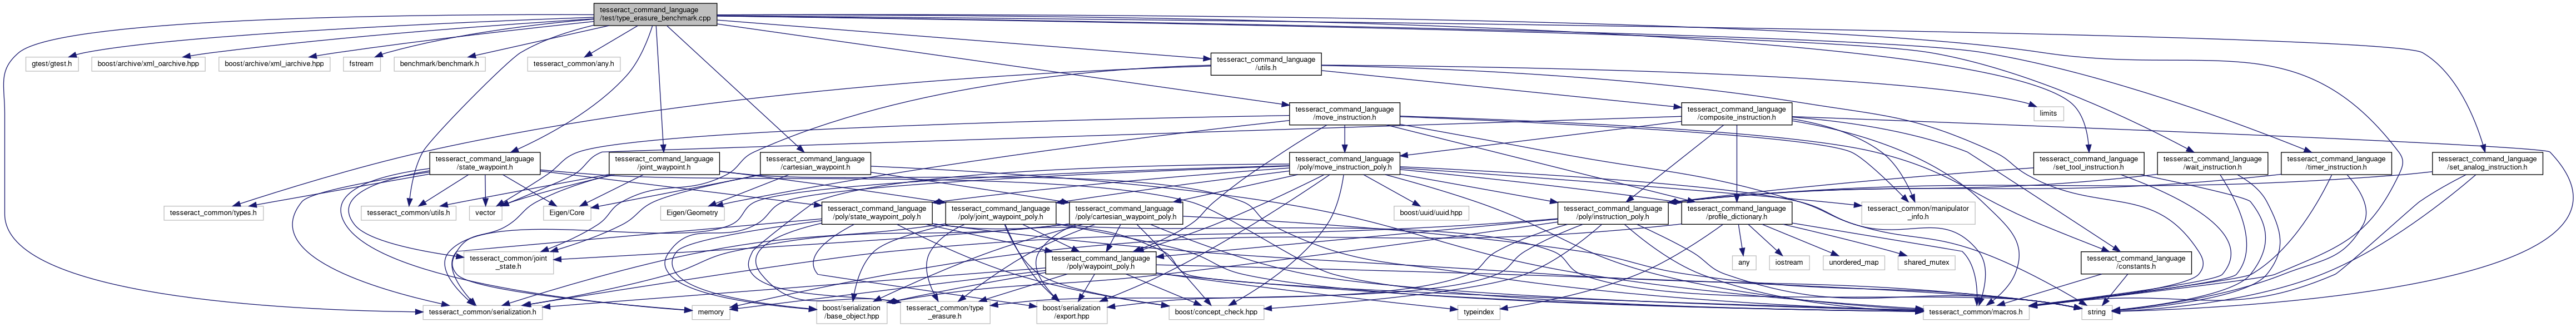 tesseract_command_language
/test/type_erasure_benchmark.cpp
gtest/gtest.h
boost/archive/xml_oarchive.hpp
boost/archive/xml_iarchive.hpp
fstream
benchmark/benchmark.h
tesseract_common/any.h
tesseract_command_language
/utils.h
tesseract_command_language
/move_instruction.h
tesseract_command_language
/composite_instruction.h
limits
tesseract_command_language
/state_waypoint.h
tesseract_command_language
/joint_waypoint.h
tesseract_command_language
/cartesian_waypoint.h
tesseract_command_language
/poly/move_instruction_poly.h
tesseract_command_language
/set_tool_instruction.h
tesseract_command_language
/wait_instruction.h
tesseract_command_language
/timer_instruction.h
tesseract_command_language
/set_analog_instruction.h
tesseract_common/types.h
tesseract_common/utils.h
vector
Eigen/Core
Eigen/Geometry
tesseract_command_language
/poly/state_waypoint_poly.h
tesseract_command_language
/poly/joint_waypoint_poly.h
tesseract_command_language
/poly/cartesian_waypoint_poly.h
boost/uuid/uuid.hpp
tesseract_command_language
/poly/instruction_poly.h
tesseract_command_language
/profile_dictionary.h
tesseract_common/manipulator
_info.h
tesseract_common/joint
_state.h
tesseract_command_language
/poly/waypoint_poly.h
any
iostream
unordered_map
shared_mutex
tesseract_command_language
/constants.h
tesseract_common/serialization.h
memory
boost/serialization
/base_object.hpp
tesseract_common/type
_erasure.h
boost/serialization
/export.hpp
boost/concept_check.hpp
typeindex
tesseract_common/macros.h
string